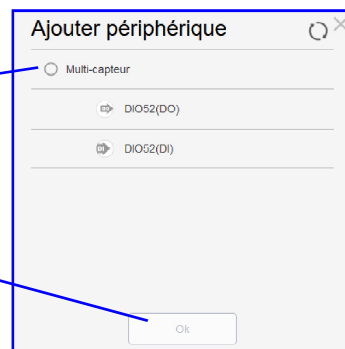 Ajouter périphérique
Multi-capteur
DIO52(DO)
DIO52(DI)
Ok